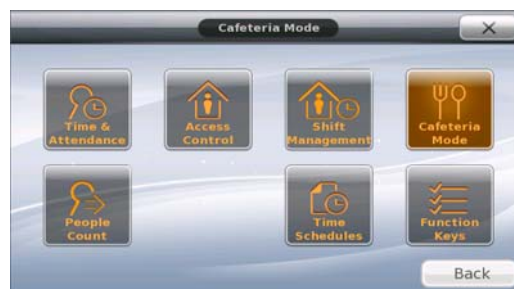 Cafeteria Mode
Time &
Attendance
Access
Control
Shift
Management
Cafeteria
Mode
People
Count
Time
Schedules
Function
Keys
Back